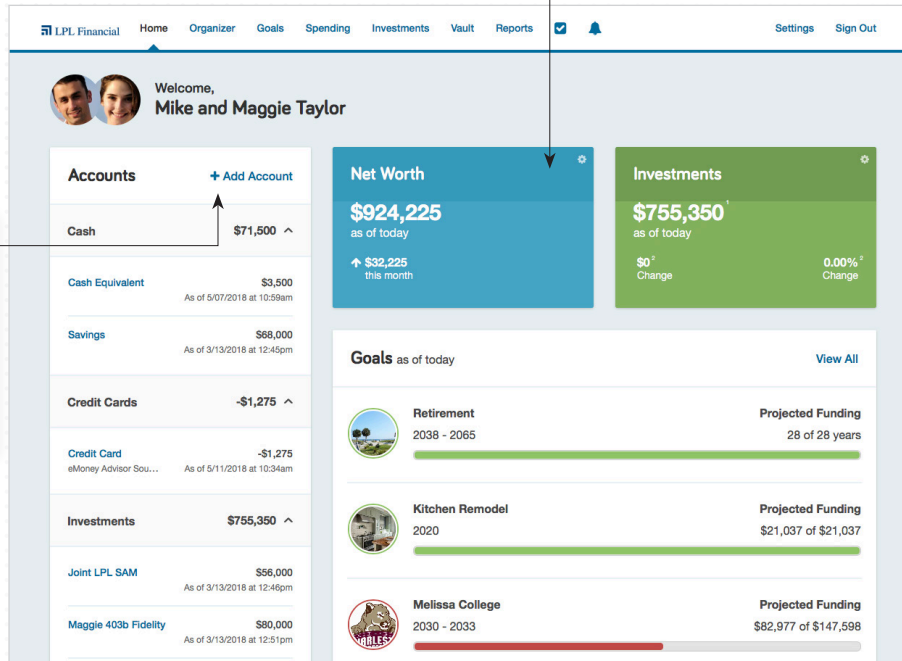 LPL Financial Home Organizer Goals Spending Investments Vault Reports Settings Sign Out
Welcome,
Mike and Maggie Taylor
Accounts + Add Account
Cash $71,500
Cash Equivalent $3,500
As of 5/07/2018 at 10:59am
Savings $68,000
As of 3/13/2018 at 12:45pm
Credit Cards -$1,275
Credit Card -$1,275
eMoney Advisor Sou... As of 5/11/2018 at 10:34am
Investments $755,350
Joint LPL SAM $56,000
As of 3/13/2018 at 12:46pm
Maggie 403b Fidelity $80,000
As of 3/13/2018 at 12:51pm
Net Worth
$924,225
as of today
$32,225
this month
Investments
$755,350¹
as of today
$0² 0.00%²
Change Change
Goals as of today View All
Retirement Projected Funding
2038 - 2065 28 of 28 years
Kitchen Remodel Projected Funding
2020 $21,037 of $21,037
Melissa College Projected Funding
2030 - 2033 $82,977 of $147,598